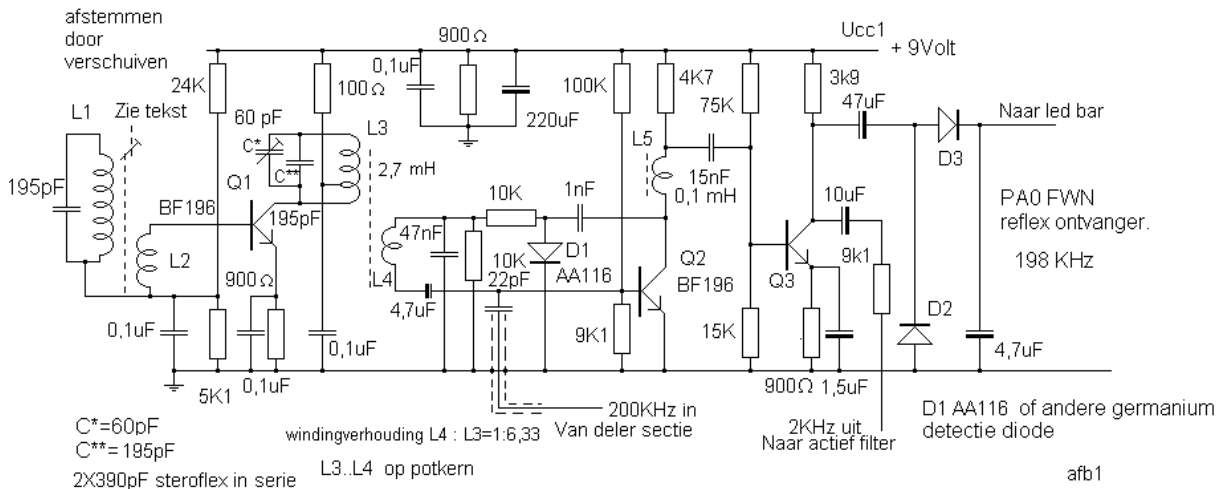 afstemmen
door
verschuiven
L1
Zie tekst
195pF
L2
0,1uF
24K
5K1
BF196
Q1
900Ω
0,1uF
60 pF
C*
C**
195pF
100Ω
0,1uF
L3
2,7 mH
0,1uF
900Ω
220uF
L4
47nF
10K
10K
D1
AA116
1nF
4,7uF
22pF
100K
9K1
L5
4K7
0,1 mH
15nF
Q2
BF196
75K
15K
Q3
3k9
47uF
10uF
9k1
900Ω
1,5uF
Ucc1
+ 9Volt
D3
D2
4,7uF
Naar led bar
PA0 FWN
reflex ontvanger.
198 KHz
200KHz in
Van deler sectie
2KHz uit
Naar actief filter
D1 AA116 of andere germanium
detectie diode
C*=60pF
C**= 195pF
2X390pF steroflex in serie
windingverhouding L4 : L3=1:6,33
L3..L4 op potkern
afb1